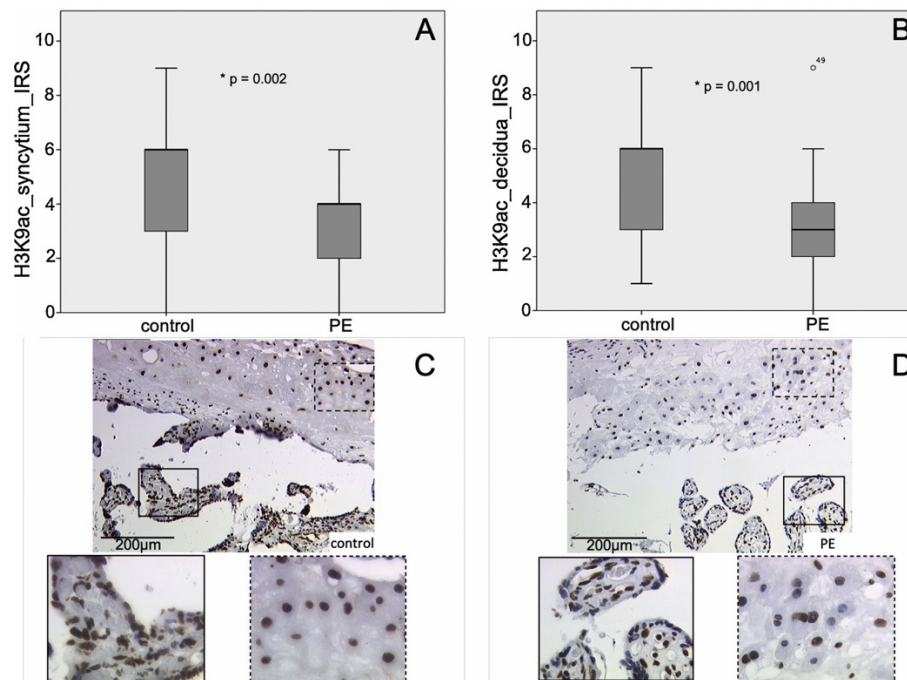 A
H3K9ac_syncytium_IRS
10
8
6
4
2
0
* p = 0.002
control PE
B
H3K9ac_decidua_IRS
10
8
6
4
2
0
49
* p = 0.001
control PE
C
200µm
control
D
200µm
PE